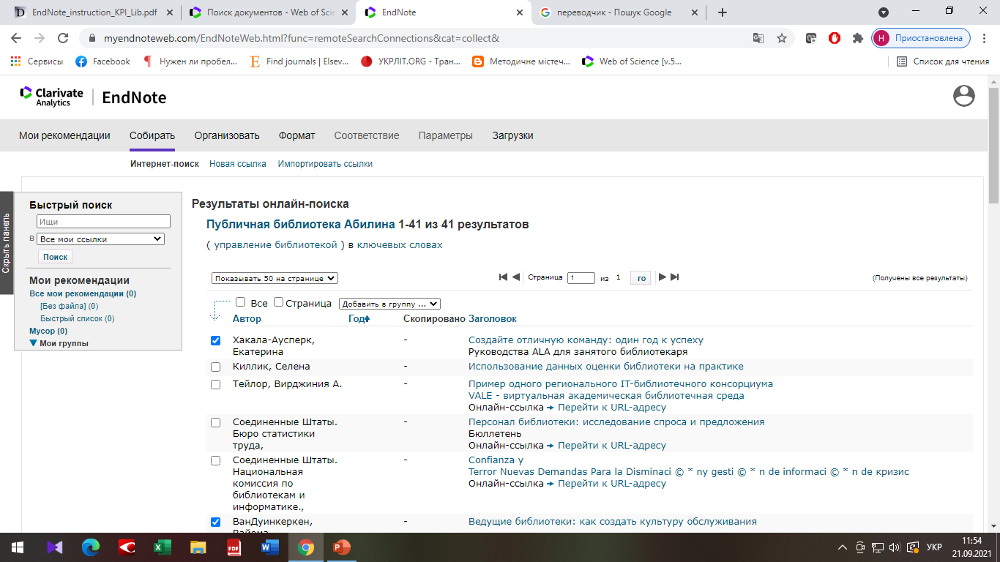 EndNote_instruction_KPI_Lib.pdf
Поиск документов - Web of Scie
EndNote
переводчик - Пошук Google
myendnoteweb.com/EndNoteWeb.html?func=remoteSearchConnections&cat=collect&
Н Приостановлена
Сервисы
Facebook
Нужен ли пробел...
Find journals | Elsev...
УКРЛІТ.ORG - Тран...
Методичне містеч...
Web of Science [v.5...
Список для чтения
Clarivate
Analytics
EndNote
Мои рекомендации
Собирать
Организовать
Формат
Соответствие
Параметры
Загрузки
Интернет-поиск
Новая ссылка
Импортировать ссылки
Скрыть панель
Быстрый поиск
Ищи
В Все мои ссылки
Поиск
Мои рекомендации
Все мои рекомендации (0)
[Без файла] (0)
Быстрый список (0)
Мусор (0)
Мои группы
Результаты онлайн-поиска
Публичная библиотека Абилина 1-41 из 41 результатов
( управление библиотекой ) в ключевых словах
Показывать 50 на странице
Страница 1 из 1 го
(Получены все результаты)
Все Страница Добавить в группу ...
Автор Год Скопировано Заголовок
Хакала-Аусперк, - Создайте отличную команду: один год к успеху
Екатерина Руководства ALA для занятого библиотекаря
Киллик, Селена - Использование данных оценки библиотеки на практике
Тейлор, Вирджиния А. - Пример одного регионального IT-библиотечного консорциума
VALE - виртуальная академическая библиотечная среда
Онлайн-ссылка Перейти к URL-адресу
Соединенные Штаты. - Персонал библиотеки: исследование спроса и предложения
Бюро статистики Бюллетень
труда, Онлайн-ссылка Перейти к URL-адресу
Соединенные Штаты. - Confianza y
Национальная Terror Nuevas Demandas Para la Disminaci © * ny gesti © * n de informaci © * n de кризис
комиссия по Онлайн-ссылка Перейти к URL-адресу
библиотекам и
информатике.,
ВанДуинкеркен, - Ведущие библиотеки: как создать культуру обслуживания
УКР
11:54
21.09.2021